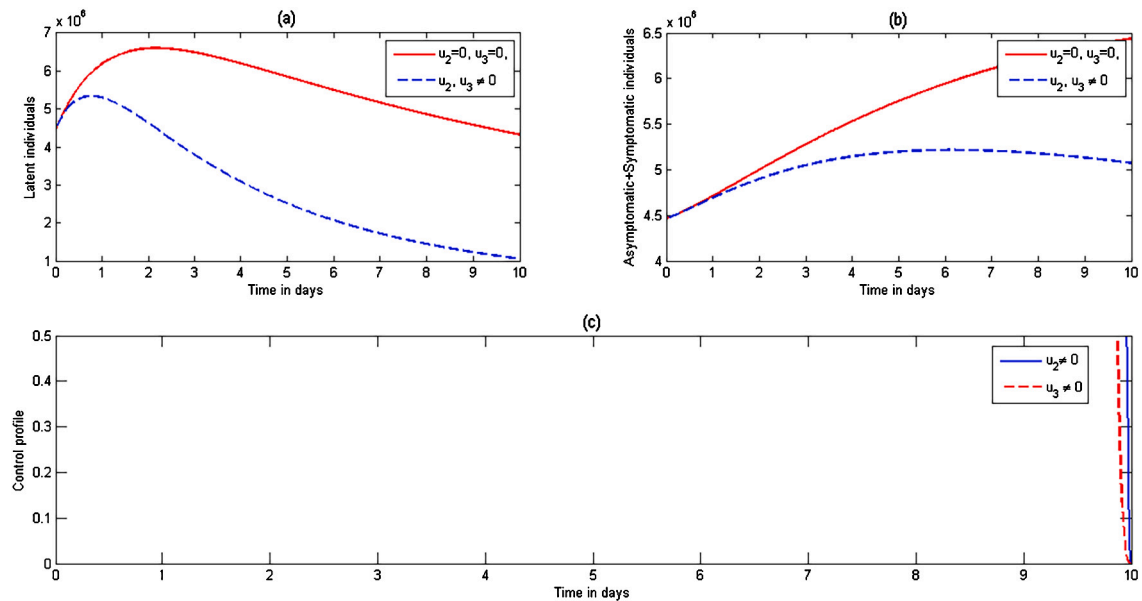 (a)
x 10^6
7
6
5
4
3
2
1
Latent individuals
u2=0, u3=0,
u2, u3 ≠ 0
0 1 2 3 4 5 6 7 8 9 10
Time in days
(b)
x 10^6
6.5
6
5.5
5
4.5
4
Asymptomatic+Symptomatic individuals
u2=0, u3=0,
u2, u3 ≠ 0
0 1 2 3 4 5 6 7 8 9 10
Time in days
(c)
0.5
0.4
0.3
0.2
0.1
0
Control profile
u2≠ 0
u3 ≠ 0
0 1 2 3 4 5 6 7 8 9 10
Time in days